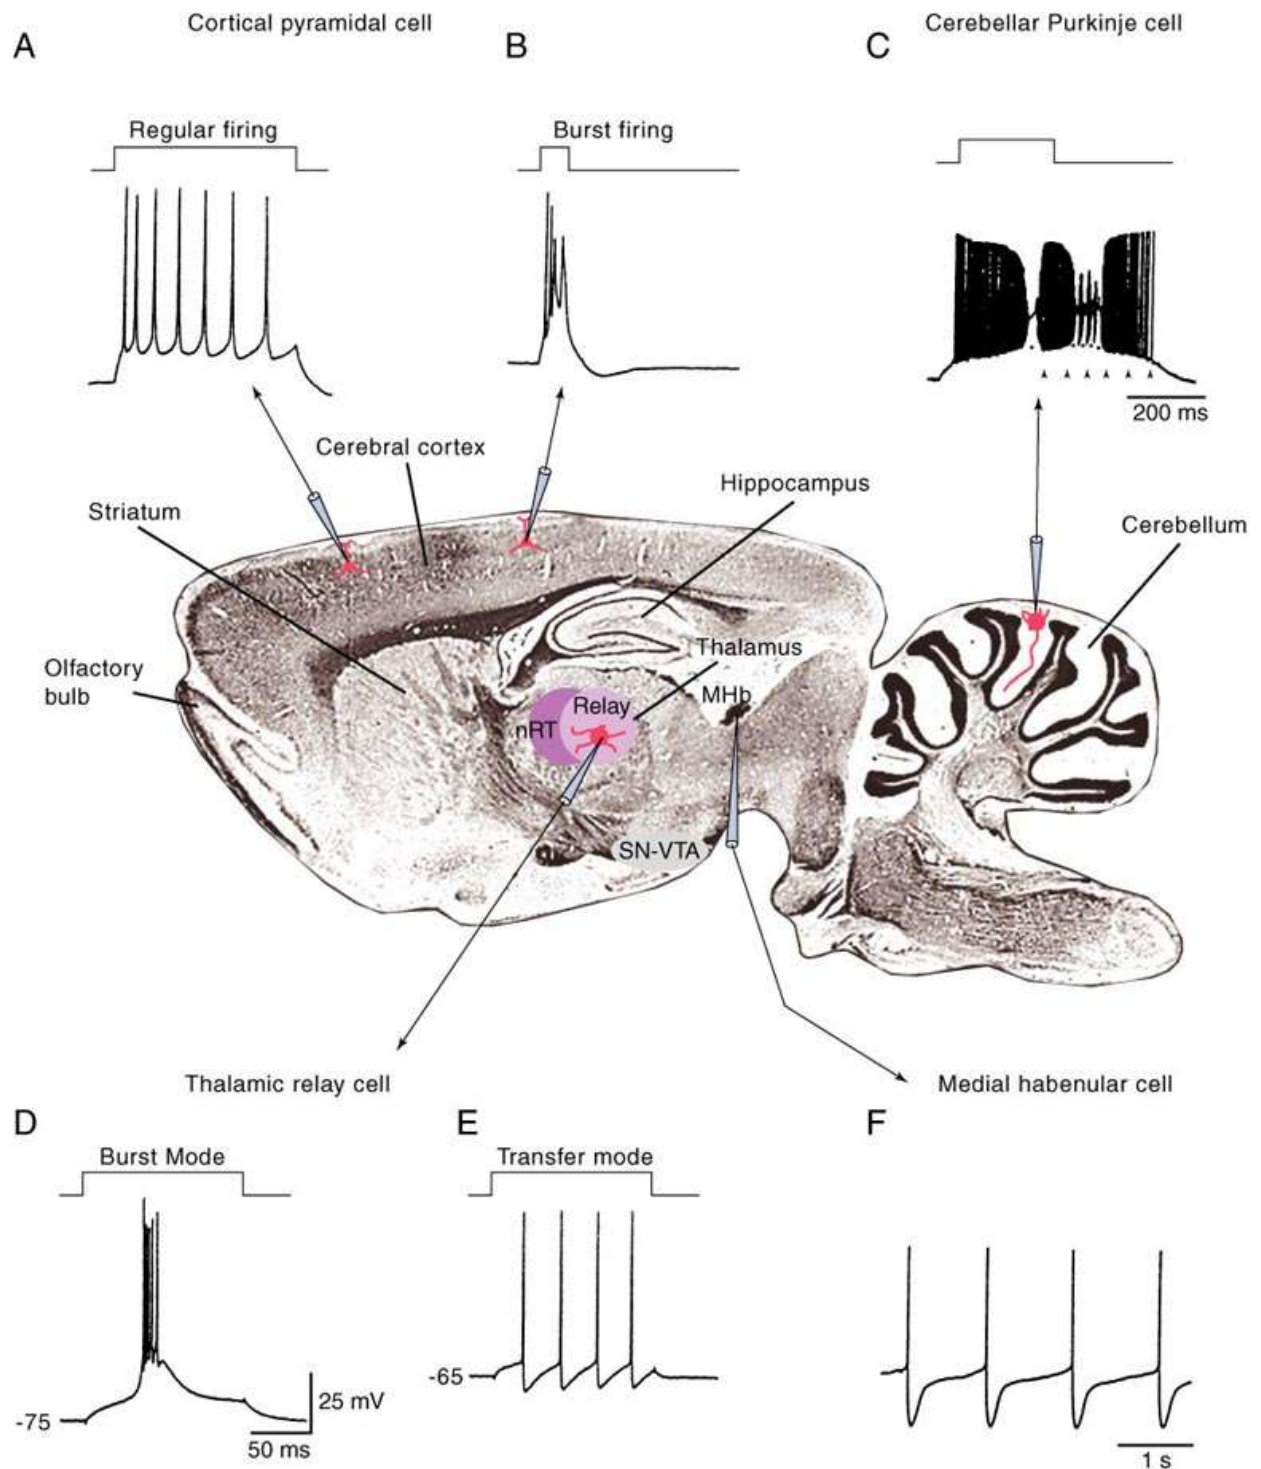 Cortical pyramidal cell
Cerebellar Purkinje cell
A
B
C
Regular firing
Burst firing
200 ms
Cerebral cortex
Hippocampus
Striatum
Cerebellum
Thalamus
Olfactory
bulb
MHb
Relay
nRT
SN-VTA
Thalamic relay cell
Medial habenular cell
D
E
F
Burst Mode
Transfer mode
-65
25 mV
-75
50 ms
1 s